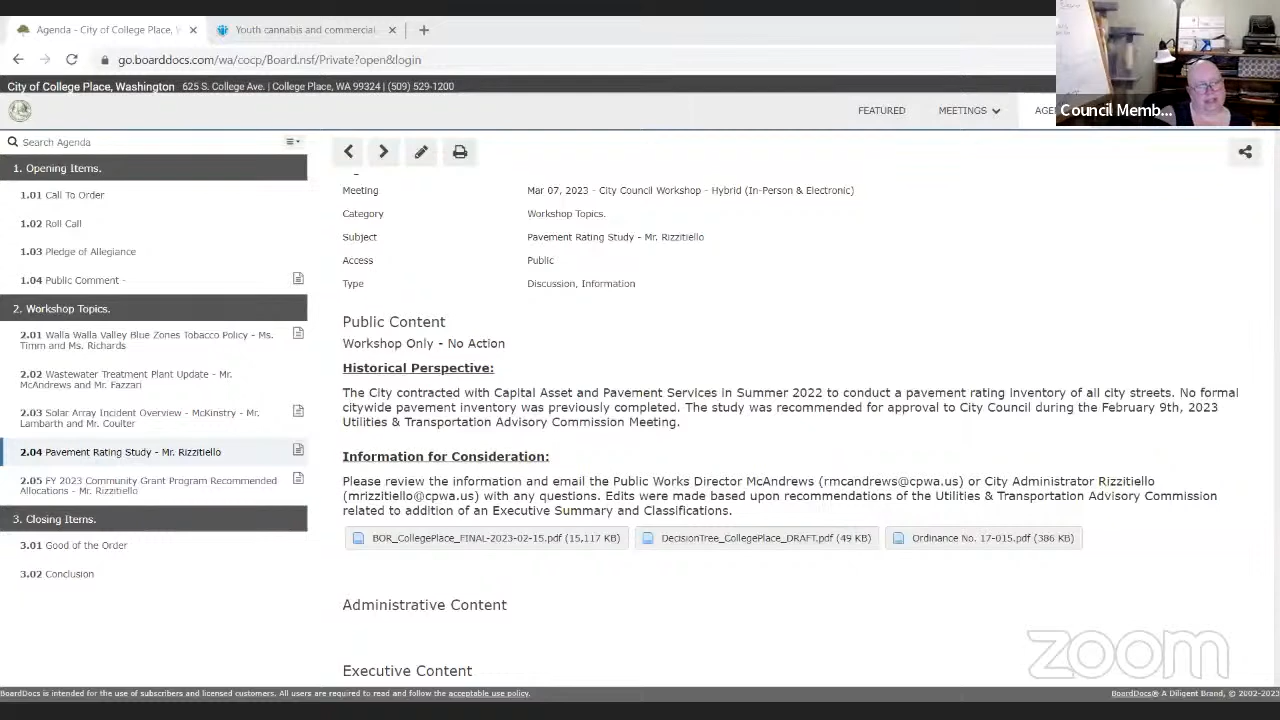 Agenda - City of College Place,
Youth cannabis and commercial
go.boarddocs.com/wa/cocp/Board.nsf/Private?open&login
City of College Place, Washington 625 S. College Ave. | College Place, WA 99324 | (509) 529-1200
FEATURED
MEETINGS
Council Memb...
Search Agenda
1. Opening Items.
1.01 Call To Order
1.02 Roll Call
1.03 Pledge of Allegiance
1.04 Public Comment -
2. Workshop Topics.
2.01 Walla Walla Valley Blue Zones Tobacco Policy - Ms.
Timm and Ms. Richards
2.02 Wastewater Treatment Plant Update - Mr.
McAndrews and Mr. Fazzari
2.03 Solar Array Incident Overview - McKinstry - Mr.
Lambarth and Mr. Coulter
2.04 Pavement Rating Study - Mr. Rizzitiello
2.05 FY 2023 Community Grant Program Recommended
Allocations - Mr. Rizzitiello
3. Closing Items.
3.01 Good of the Order
3.02 Conclusion
Meeting Mar 07, 2023 - City Council Workshop - Hybrid (In-Person & Electronic)
Category Workshop Topics.
Subject Pavement Rating Study - Mr. Rizzitiello
Access Public
Type Discussion, Information
Public Content
Workshop Only - No Action
Historical Perspective:
The City contracted with Capital Asset and Pavement Services in Summer 2022 to conduct a pavement rating inventory of all city streets. No formal
citywide pavement inventory was previously completed. The study was recommended for approval to City Council during the February 9th, 2023
Utilities & Transportation Advisory Commission Meeting.
Information for Consideration:
Please review the information and email the Public Works Director McAndrews (rmcandrews@cpwa.us) or City Administrator Rizzitiello
(mrizzitiello@cpwa.us) with any questions. Edits were made based upon recommendations of the Utilities & Transportation Advisory Commission
related to addition of an Executive Summary and Classifications.
BOR_CollegePlace_FINAL-2023-02-15.pdf (15,117 KB)
DecisionTree_CollegePlace_DRAFT.pdf (49 KB)
Ordinance No. 17-015.pdf (386 KB)
Administrative Content
Executive Content
zoom
BoardDocs is intended for the use of subscribers and licensed customers. All users are required to read and follow the acceptable use policy.
BoardDocs® A Diligent Brand, © 2002-2023